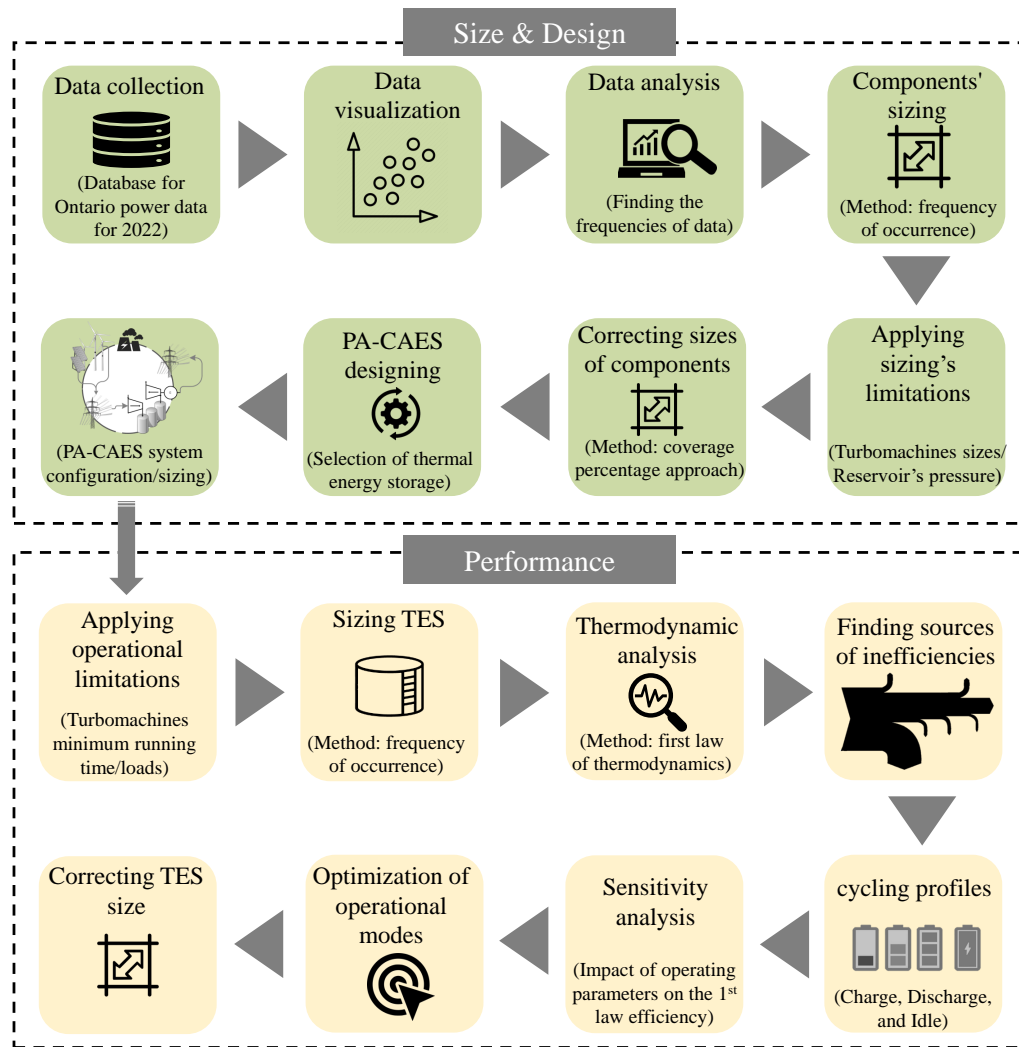 Size & Design
Data collection
(Database for
Ontario power data
for 2022)
Data
visualization
Data analysis
(Finding the
frequencies of data)
Components'
sizing
(Method: frequency
of occurrence)
Applying
sizing’s
limitations
(Turbomachines sizes/
Reservoir’s pressure)
Correcting sizes
of components
(Method: coverage
percentage approach)
PA-CAES
designing
(Selection of thermal
energy storage)
(PA-CAES system
configuration/sizing)
Performance
Applying
operational
limitations
(Turbomachines
minimum running
time/loads)
Sizing TES
(Method: frequency
of occurrence)
Thermodynamic
analysis
(Method: first law
of thermodynamics)
Finding sources
of inefficiencies
cycling profiles
(Charge, Discharge,
and Idle)
Sensitivity
analysis
(Impact of operating
parameters on the 1st
law efficiency)
Optimization of
operational
modes
Correcting TES
size